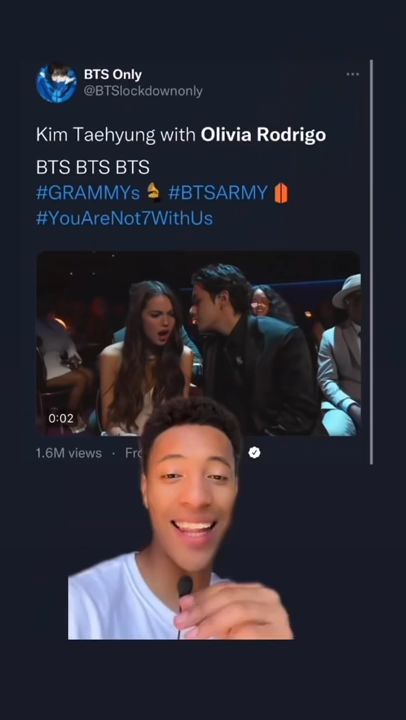 BTS Only
@BTSlockdownonly
Kim Taehyung with Olivia Rodrigo
BTS BTS BTS
#GRAMMYs #BTSARMY
#YouAreNot7WithUs
0:02
1.6M views · Fro